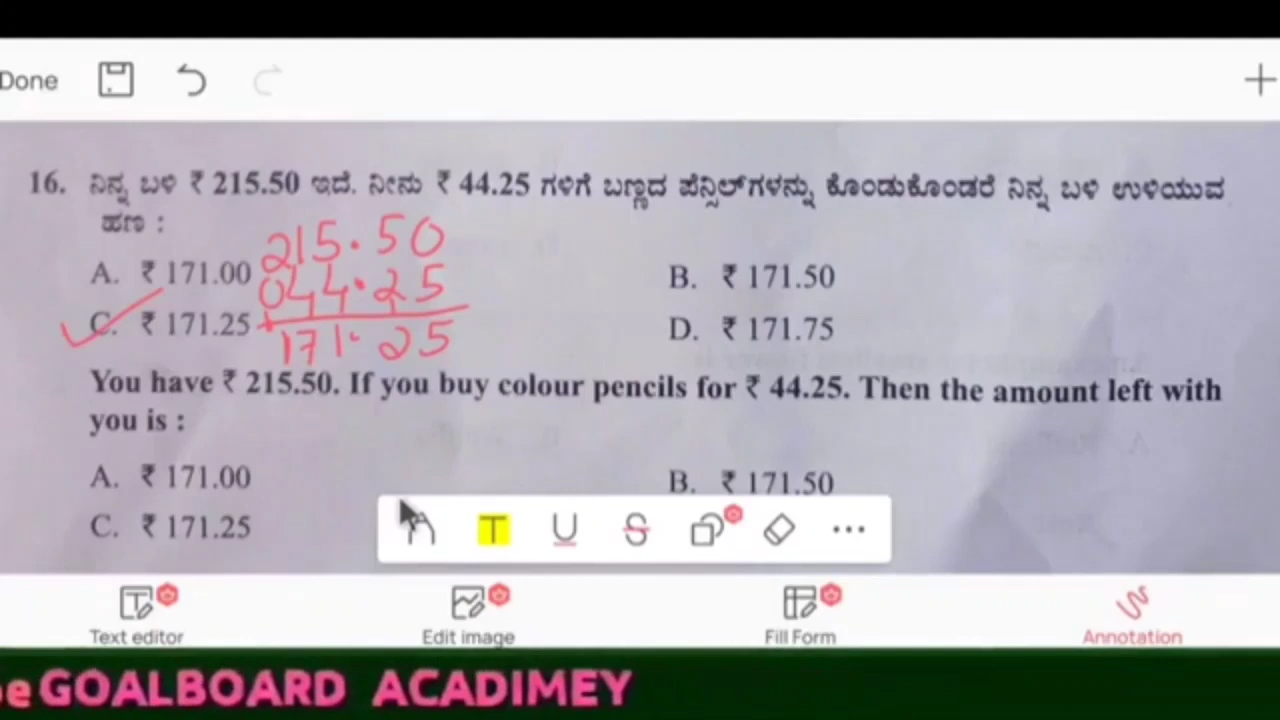 Done
16. ನಿನ್ನ ಬಳಿ ₹ 215.50 ಇದೆ. ನೀನು ₹ 44.25 ಗಳಿಗೆ ಬಣ್ಣದ ಪೆನ್ಸಿಲ್‌ಗಳನ್ನು ಕೊಂಡುಕೊಂಡರೆ ನಿನ್ನ ಬಳಿ ಉಳಿಯುವ
ಹಣ :
215.50
A. ₹ 171.00 044.25 B. ₹ 171.50
C. ₹ 171.25 171.25 D. ₹ 171.75
You have ₹ 215.50. If you buy colour pencils for ₹ 44.25. Then the amount left with
you is :
A. ₹ 171.00 B. ₹ 171.50
C. ₹ 171.25
Text editor Edit image Fill Form Annotation
GOALBOARD ACADIMEY